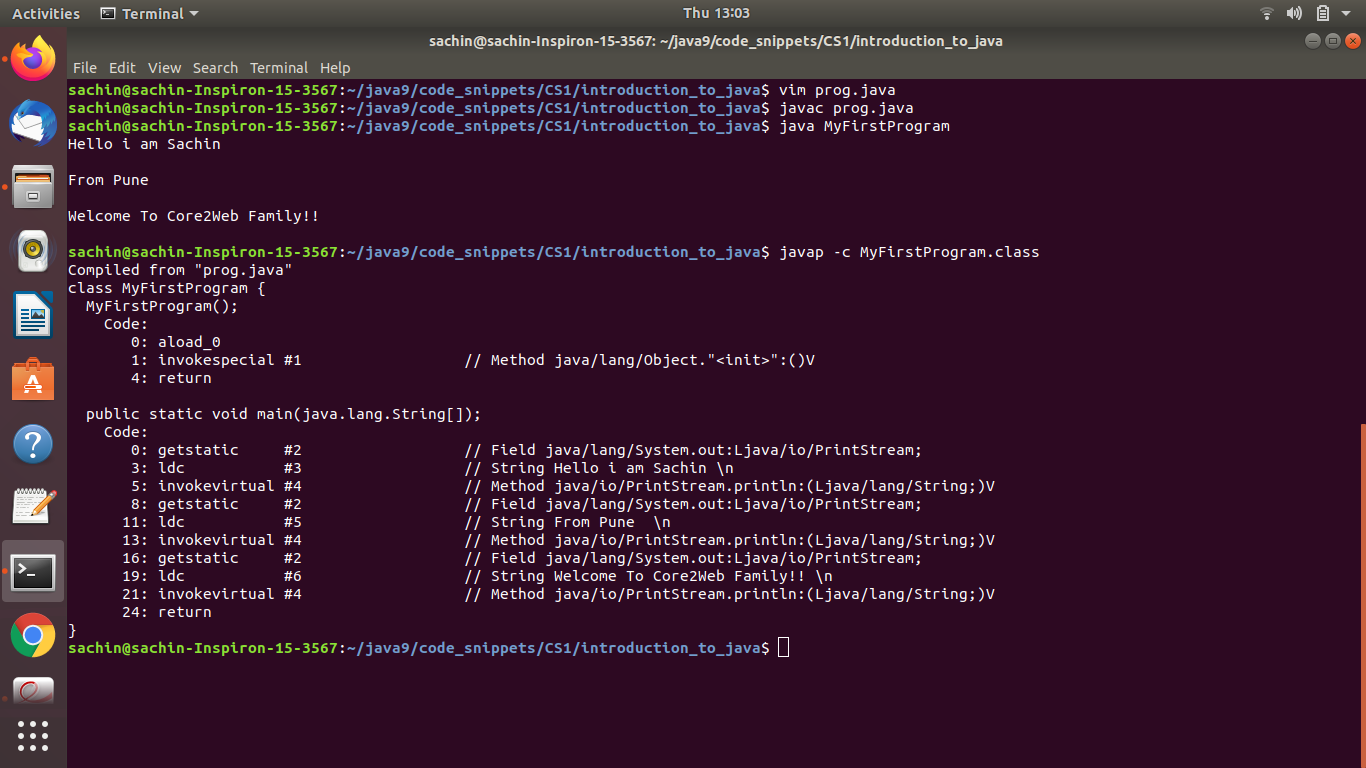 Activities Terminal Thu 13:03
sachin@sachin-Inspiron-15-3567: ~/java9/code_snippets/CS1/introduction_to_java
File Edit View Search Terminal Help
sachin@sachin-Inspiron-15-3567:~/java9/code_snippets/CS1/introduction_to_java$ vim prog.java
sachin@sachin-Inspiron-15-3567:~/java9/code_snippets/CS1/introduction_to_java$ javac prog.java
sachin@sachin-Inspiron-15-3567:~/java9/code_snippets/CS1/introduction_to_java$ java MyFirstProgram
Hello i am Sachin
From Pune
Welcome To Core2Web Family!!
sachin@sachin-Inspiron-15-3567:~/java9/code_snippets/CS1/introduction_to_java$ javap -c MyFirstProgram.class
Compiled from "prog.java"
class MyFirstProgram {
  MyFirstProgram();
    Code:
       0: aload_0
       1: invokespecial #1                  // Method java/lang/Object."<init>":()V
       4: return
  public static void main(java.lang.String[]);
    Code:
       0: getstatic     #2                  // Field java/lang/System.out:Ljava/io/PrintStream;
       3: ldc           #3                  // String Hello i am Sachin \n
       5: invokevirtual #4                  // Method java/io/PrintStream.println:(Ljava/lang/String;)V
       8: getstatic     #2                  // Field java/lang/System.out:Ljava/io/PrintStream;
      11: ldc           #5                  // String From Pune  \n
      13: invokevirtual #4                  // Method java/io/PrintStream.println:(Ljava/lang/String;)V
      16: getstatic     #2                  // Field java/lang/System.out:Ljava/io/PrintStream;
      19: ldc           #6                  // String Welcome To Core2Web Family!! \n
      21: invokevirtual #4                  // Method java/io/PrintStream.println:(Ljava/lang/String;)V
      24: return
}
sachin@sachin-Inspiron-15-3567:~/java9/code_snippets/CS1/introduction_to_java$